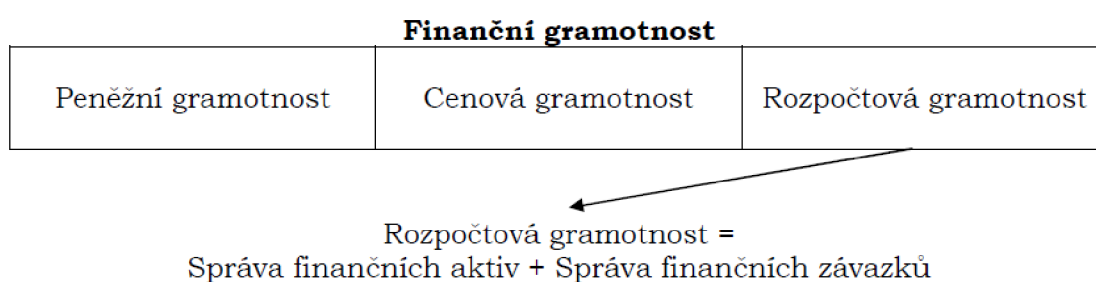 Finanční gramotnost
Peněžní gramotnost
Cenová gramotnost
Rozpočtová gramotnost
Rozpočtová gramotnost =
Správa finančních aktiv + Správa finančních závazků